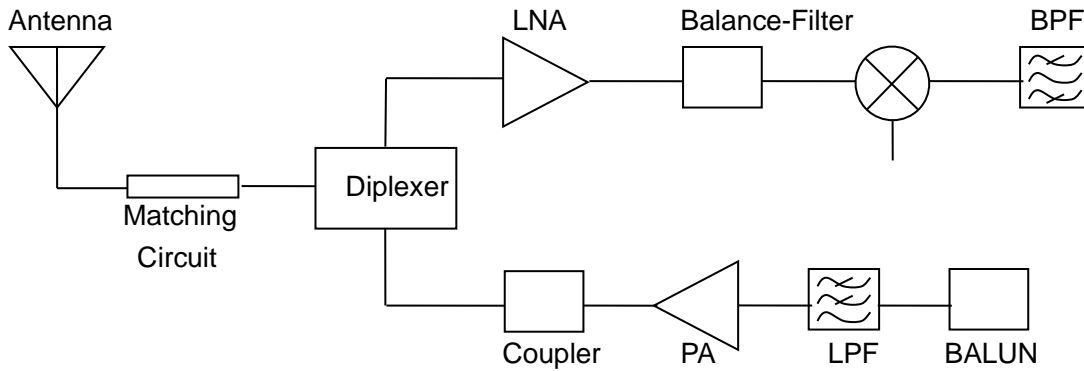 Antenna
LNA
Balance-Filter
BPF
Diplexer
Matching
Circuit
Coupler
PA
LPF
BALUN